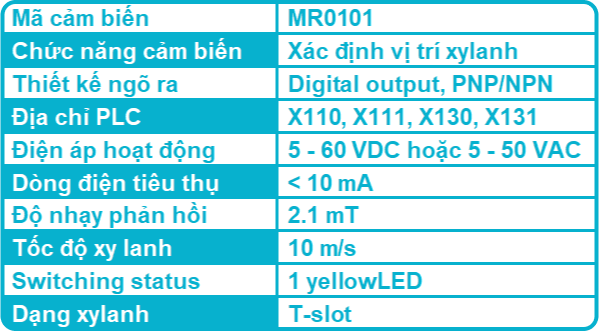 Mã cảm biến MR0101
Chức năng cảm biến Xác định vị trí xylanh
Thiết kế ngõ ra Digital output, PNP/NPN
Địa chỉ PLC X110, X111, X130, X131
Điện áp hoạt động 5 - 60 VDC hoặc 5 - 50 VAC
Dòng điện tiêu thụ < 10 mA
Độ nhạy phản hồi 2.1 mT
Tốc độ xy lanh 10 m/s
Switching status 1 yellowLED
Dạng xylanh T-slot